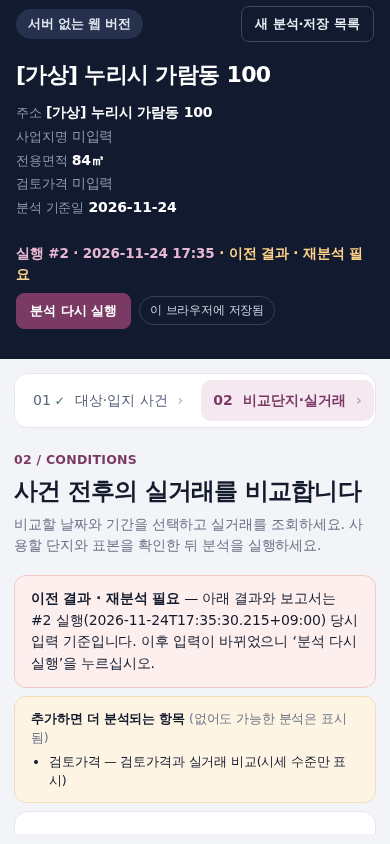 서버 없는 웹 버전
새 분석·저장 목록
[가상] 누리시 가람동 100
주소 [가상] 누리시 가람동 100
사업지명 미입력
전용면적 84㎡
검토가격 미입력
분석 기준일 2026-11-24
실행 #2 · 2026-11-24 17:35 · 이전 결과 · 재분석 필
요
분석 다시 실행
이 브라우저에 저장됨
01 ✓ 대상·입지 사건 ›
02 비교단지·실거래 ›
02 / CONDITIONS
사건 전후의 실거래를 비교합니다
비교할 날짜와 기간을 선택하고 실거래를 조회하세요. 사
용할 단지와 표본을 확인한 뒤 분석을 실행하세요.
이전 결과 · 재분석 필요 — 아래 결과와 보고서는
#2 실행(2026-11-24T17:35:30.215+09:00) 당시
입력 기준입니다. 이후 입력이 바뀌었으니 ‘분석 다시
실행’을 누르십시오.
추가하면 더 분석되는 항목 (없어도 가능한 분석은 표시
됨)
• 검토가격 — 검토가격과 실거래 비교(시세 수준만 표
시)